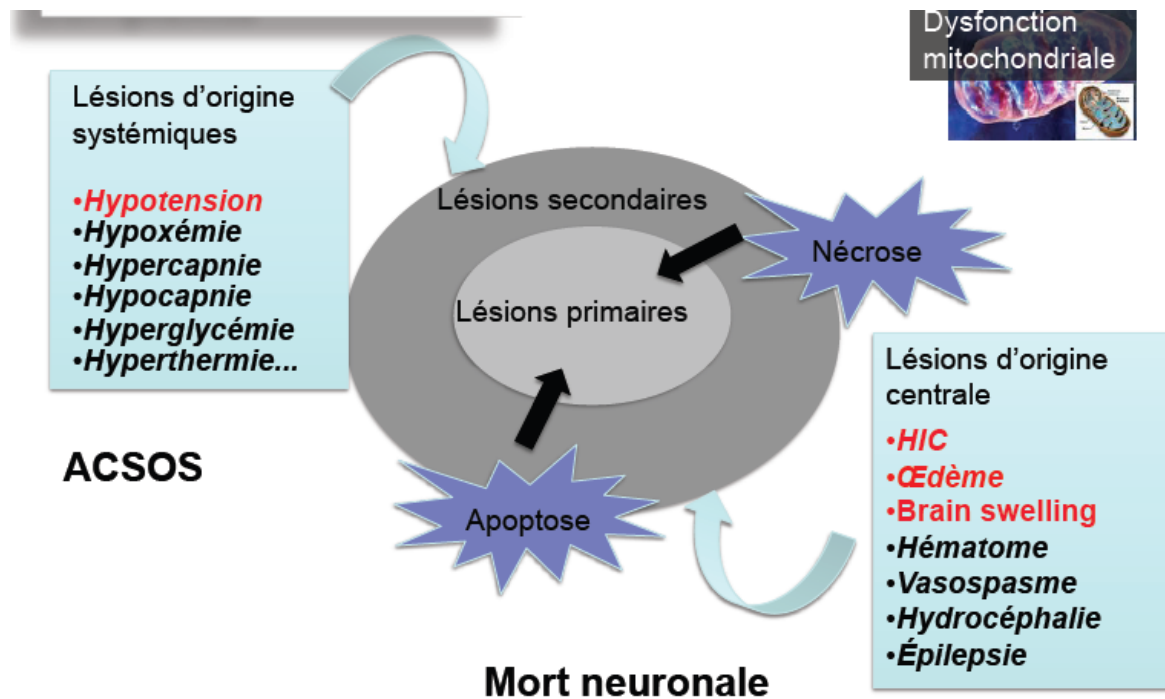 Dysfonction
mitochondriale
Lésions d'origine
systémiques
•Hypotension
•Hypoxémie
•Hypercapnie
•Hypocapnie
•Hyperglycémie
•Hyperthermie...
Lésions secondaires
Nécrose
Lésions primaires
Lésions d'origine
centrale
•HIC
•Œdème
•Brain swelling
•Hématome
•Vasospasme
•Hydrocéphalie
•Épilepsie
ACSOS
Apoptose
Mort neuronale